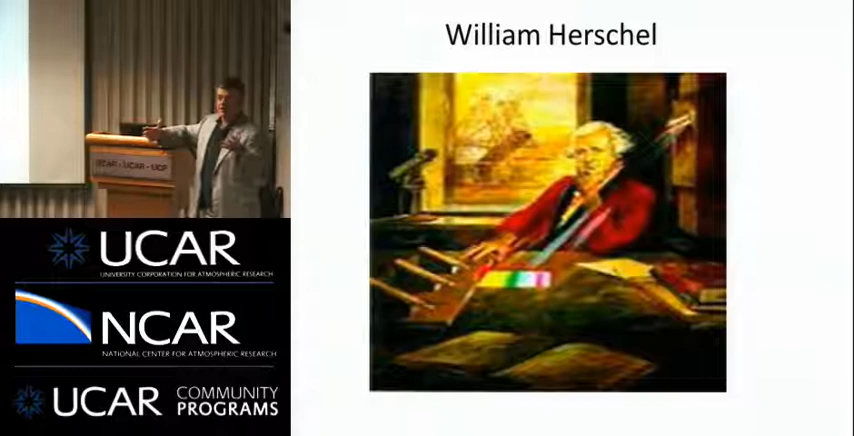 William Herschel
NCAR - UCAR - UCP
UCAR
UNIVERSITY CORPORATION FOR ATMOSPHERIC RESEARCH
NCAR
NATIONAL CENTER FOR ATMOSPHERIC RESEARCH
UCAR COMMUNITY
PROGRAMS